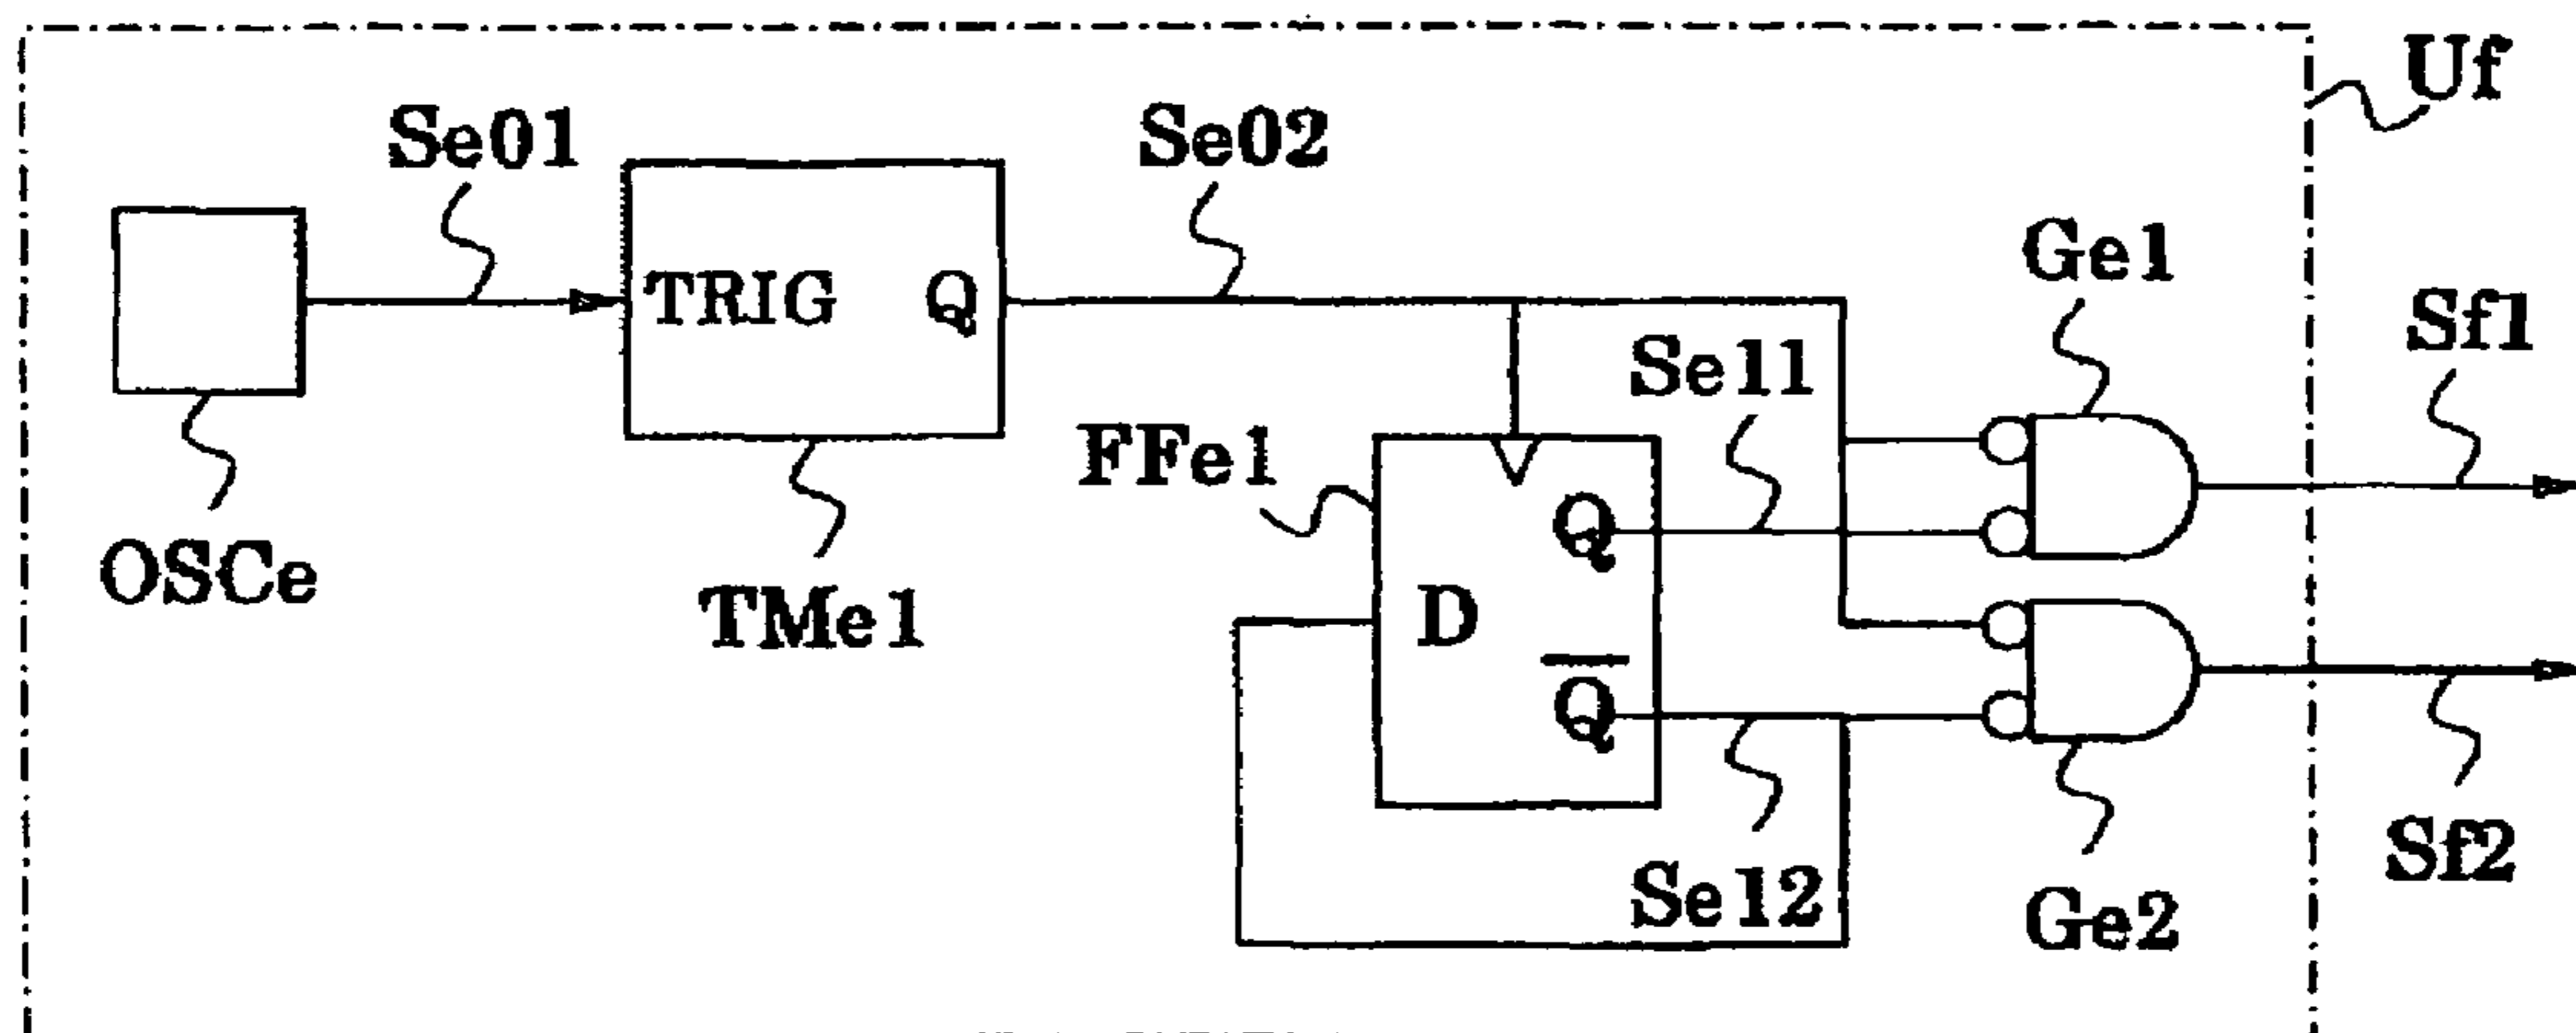 Uf
Se01
Se02
Ge1
Sf1
TRIG
Q
Se11
FFe1
Q
OSCe
TMe1
D
Q̅
Se12
Sf2
Ge2